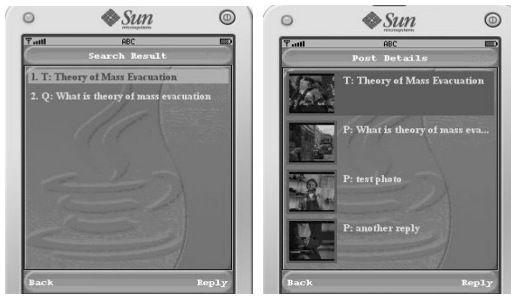 Sun
microsystems
ABC
Search Result
1. T: Theory of Mass Evacuation
2. Q: What is theory of mass evacuation
Back Reply
Sun
microsystems
ABC
Post Details
T: Theory of Mass Evacuation
P: What is theory of mass eva...
P: test photo
P: another reply
Back Reply